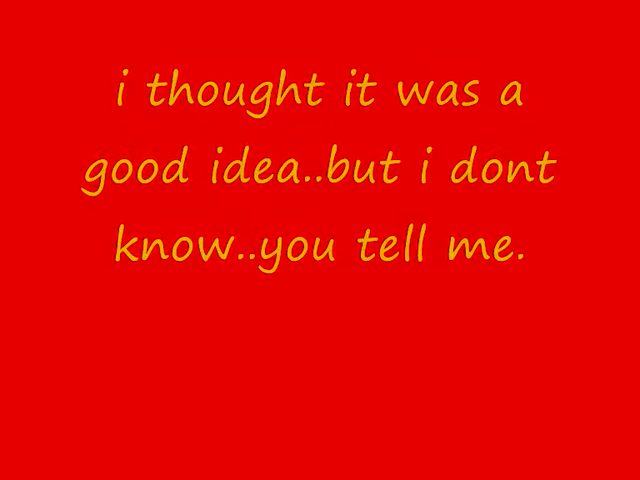 i thought it was a
good idea..but i dont
know..you tell me.